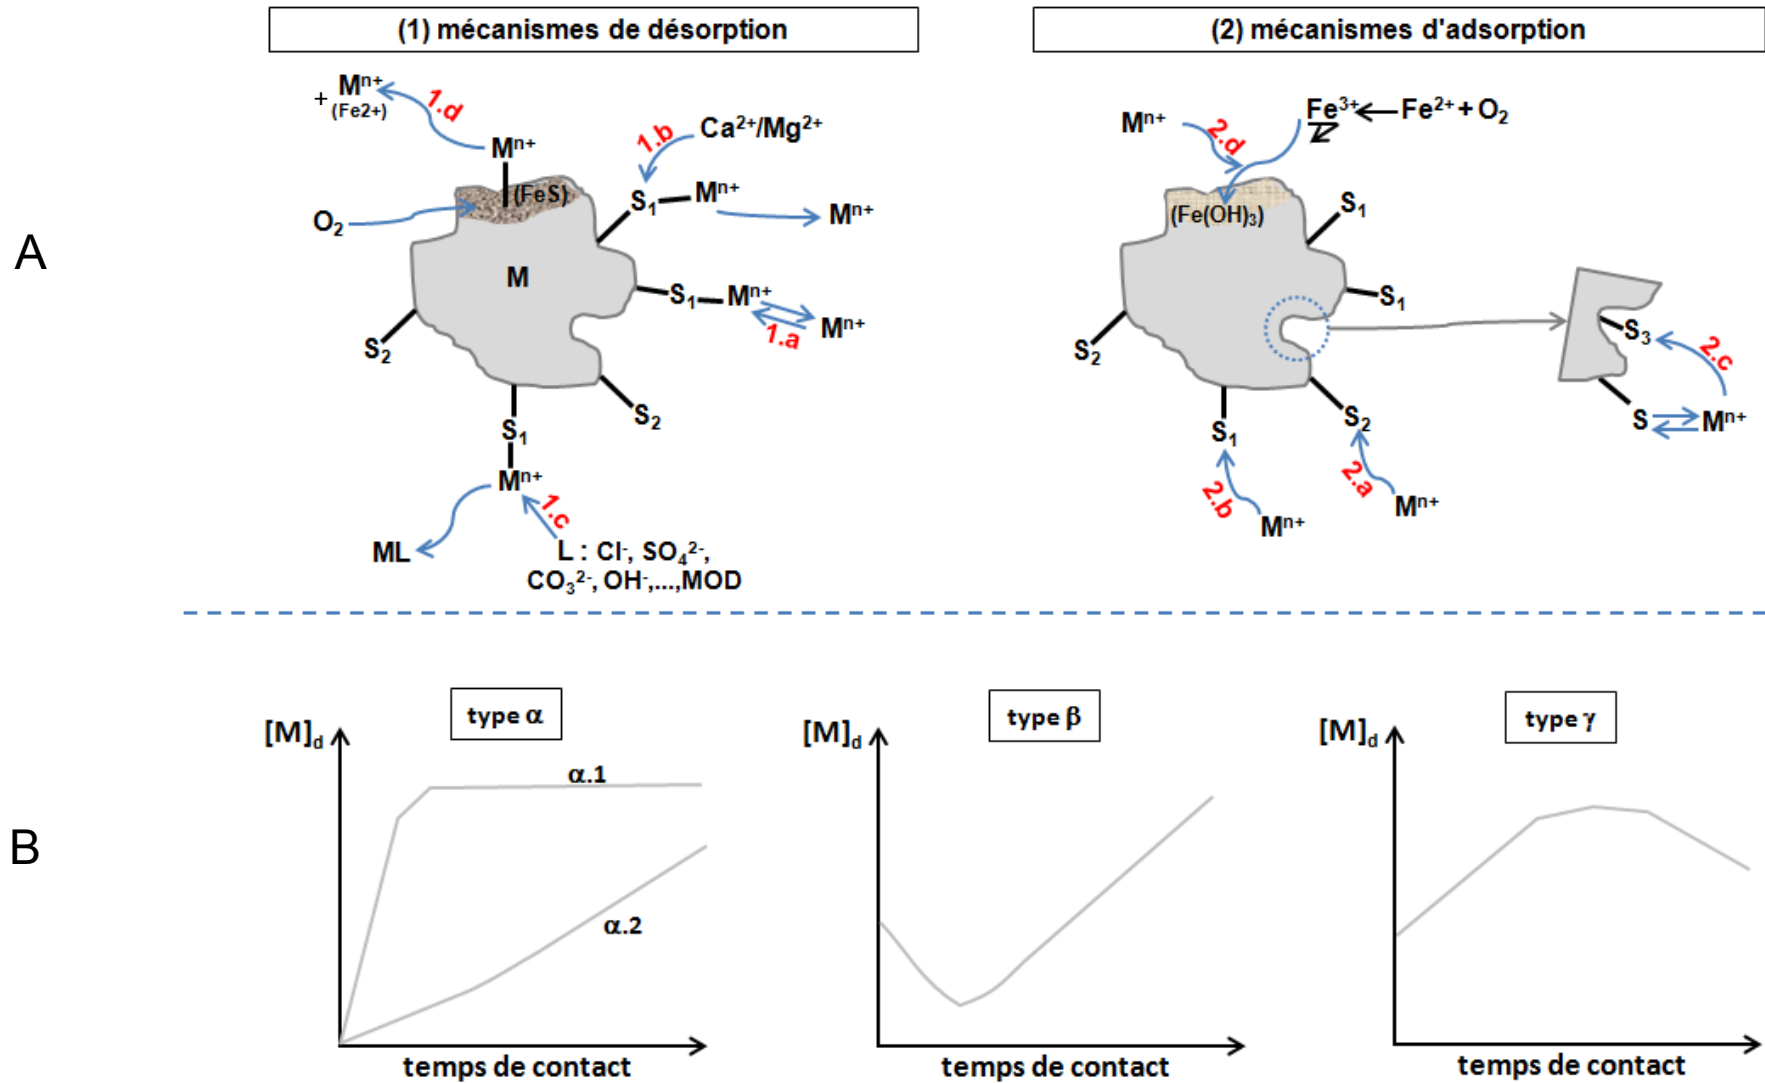 (1) mécanismes de désorption
(2) mécanismes d'adsorption
A
+ Mⁿ⁺
(Fe2+)
1.d
Mⁿ⁺
(FeS)
O₂
M
1.b
Ca²⁺/Mg²⁺
S₁
Mⁿ⁺
Mⁿ⁺
S₁
Mⁿ⁺
Mⁿ⁺
1.a
S₂
S₂
S₁
Mⁿ⁺
1.c
ML
L : Cl⁻, SO₄²⁻,
CO₃²⁻, OH⁻,...,MOD
Mⁿ⁺
2.d
Fe³⁺
Fe²⁺ + O₂
(Fe(OH)₃)
S₁
S₁
S₂
S₁
S₂
2.b
Mⁿ⁺
2.a
Mⁿ⁺
S₃
2.c
S
Mⁿ⁺
B
type α
[M]d
α.1
α.2
temps de contact
type β
[M]d
temps de contact
type γ
[M]d
temps de contact